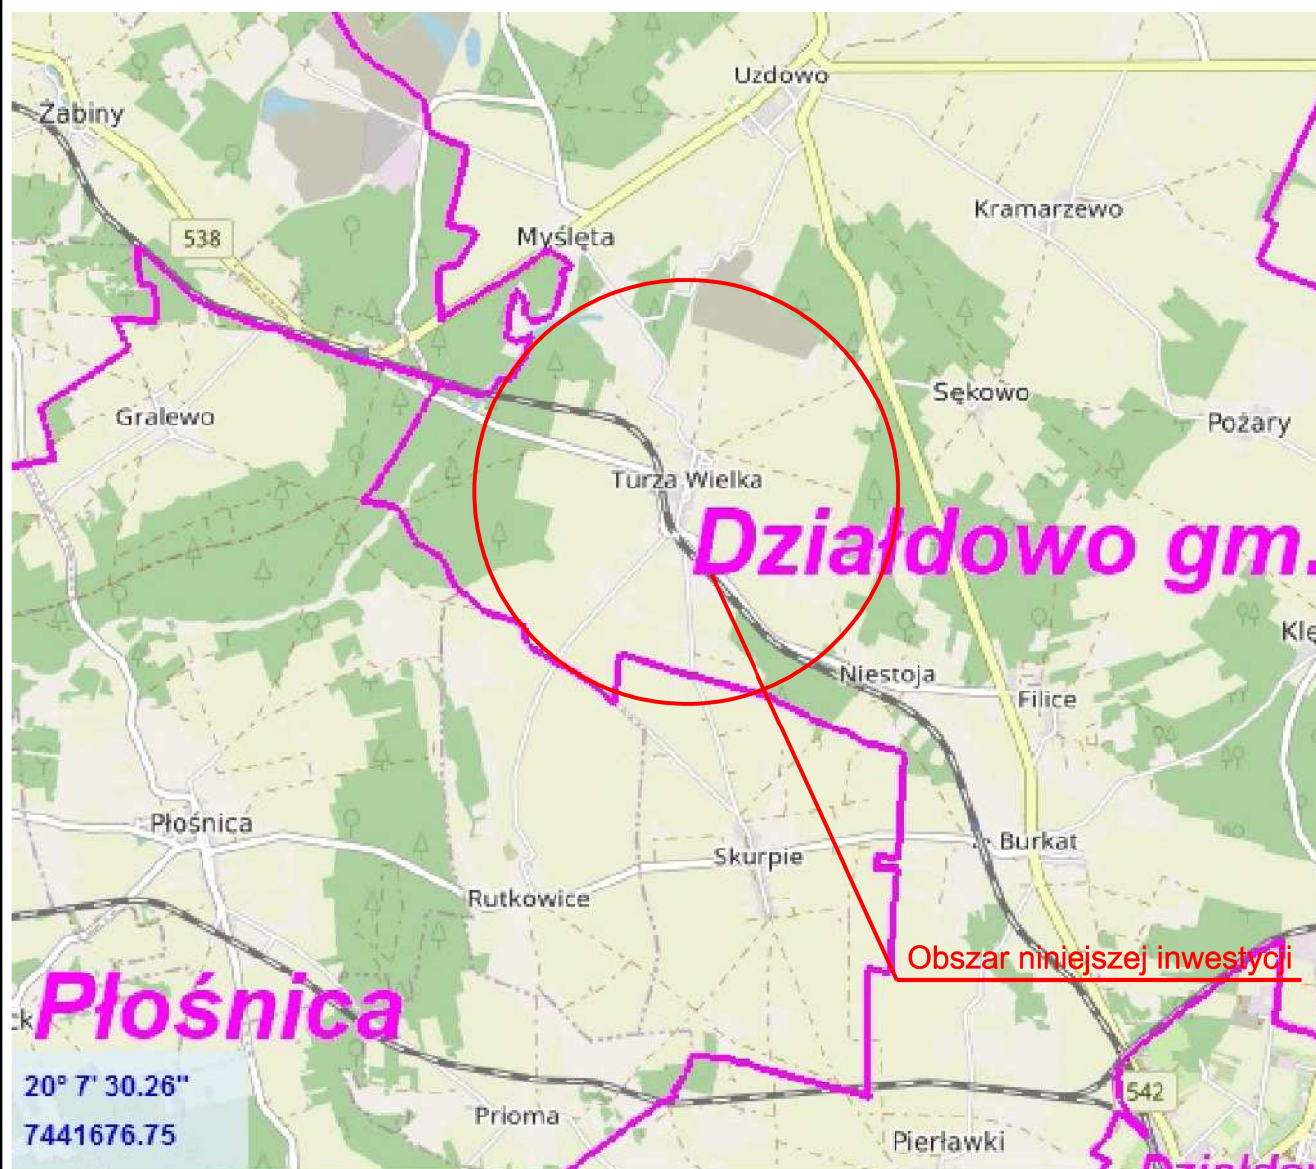 Uzdowo
Żabiny
Kramarzewo
538
Myślęta
Sękowo
Gralewo
Pożary
Turza Wielka
Działdowo gm.
Niestoja
Filice
Płośnica
Burkat
Skurpie
Rutkowice
Obszar niniejszej inwestycji
Płośnica
20° 7' 30.26"
7441676.75
542
Prioma
Pierławki